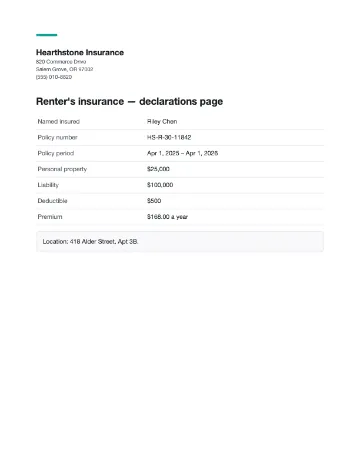 Hearthstone Insurance
820 Commerce Drive
Salem Grove, OR 97002
(555) 010-8820
Renter's insurance — declarations page
Named insured Riley Chen
Policy number HS-R-30-11842
Policy period Apr 1, 2025 – Apr 1, 2026
Personal property $25,000
Liability $100,000
Deductible $500
Premium $168.00 a year
Location: 418 Alder Street, Apt 3B.